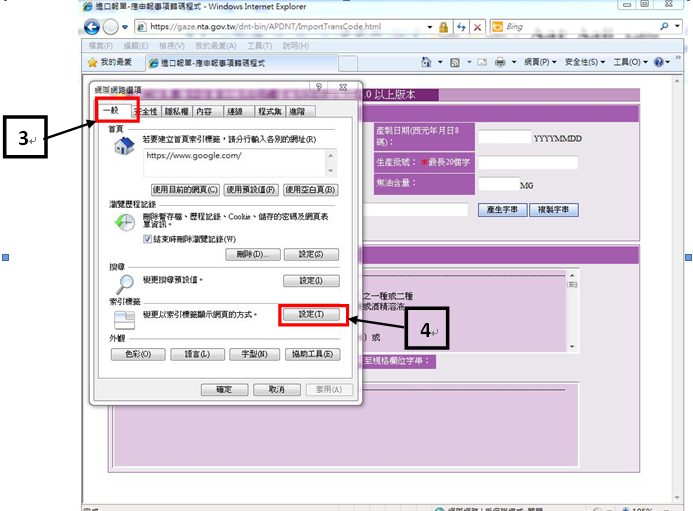 進口報單-應申報事項轉碼程式 - Windows Internet Explorer
https://gaze.nta.gov.tw/dnt-bin/APDNT/ImportTransCode.html
Bing
檔案(F) 編輯(E) 檢視(V) 我的最愛(A) 工具(T) 說明(H)
我的最愛 進口報單-應申報事項轉碼程式
網頁(P) 安全性(S) 工具(O)
網際網路選項
.0 以上版本
一般 安全性 隱私權 內容 連線 程式集 進階
3
首頁
若要建立首頁索引標籤，請分行輸入各別的網址(R)
https://www.google.com/
使用目前的網頁(C) 使用預設值(F) 使用空白頁(B)
產製日期(西元年月日8碼)： YYYYMMDD
生產批號： *最長20個字
焦油含量： MG
產生字串 複製字串
瀏覽歷程記錄
刪除暫存檔、歷程記錄、Cookie、儲存的密碼及網頁表
單資訊。
結束時刪除瀏覽記錄(W)
刪除(D)... 設定(S)
搜尋
變更搜尋預設值。 設定(I)
之一種或二種
或酒精溶液
索引標籤
變更以索引標籤顯示網頁的方式。 設定(T)
4
) 或
外觀
色彩(O) 語言(L) 字型(N) 協助工具(E)
至規格欄位字串：
確定 取消 套用(A)